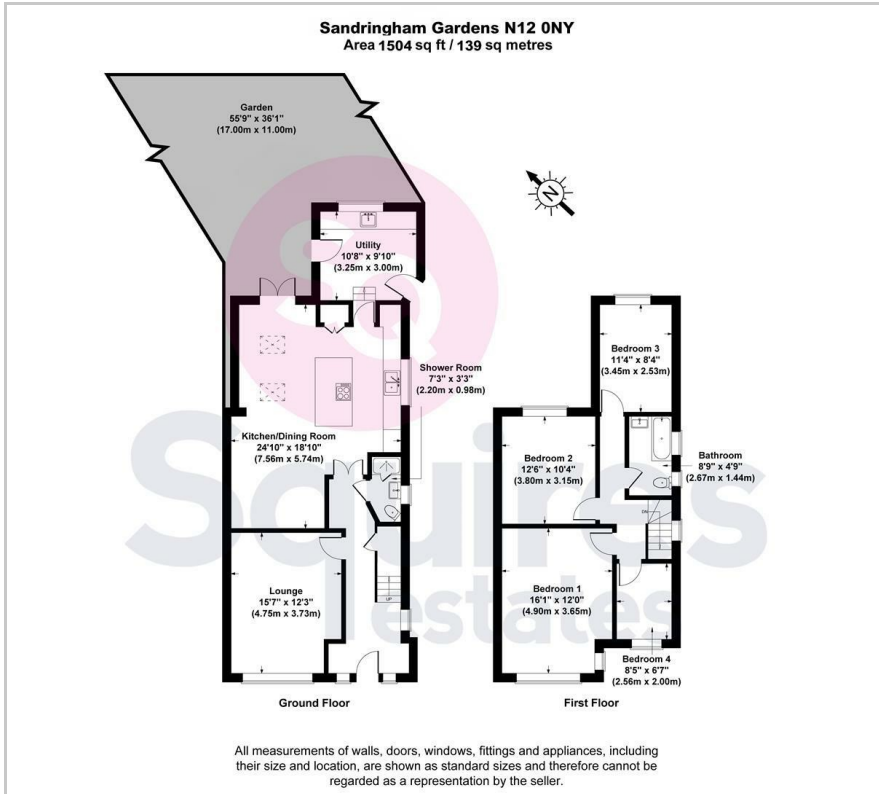 Sandringham Gardens N12 0NY
Area 1504 sq ft / 139 sq metres
Garden
55'9" x 36'1"
(17.00m x 11.00m)
N
SQ
Utility
10'8" x 9'10"
(3.25m x 3.00m)
Shower Room
7'3" x 3'3"
(2.20m x 0.98m)
Kitchen/Dining Room
24'10" x 18'10"
(7.56m x 5.74m)
Lounge
15'7" x 12'3"
(4.75m x 3.73m)
UP
Ground Floor
Bedroom 3
11'4" x 8'4"
(3.45m x 2.53m)
Bedroom 2
12'6" x 10'4"
(3.80m x 3.15m)
Bathroom
8'9" x 4'9"
(2.67m x 1.44m)
DN
Bedroom 1
16'1" x 12'0"
(4.90m x 3.65m)
Bedroom 4
8'5" x 6'7"
(2.56m x 2.00m)
First Floor
Squires
estates
All measurements of walls, doors, windows, fittings and appliances, including
their size and location, are shown as standard sizes and therefore cannot be
regarded as a representation by the seller.